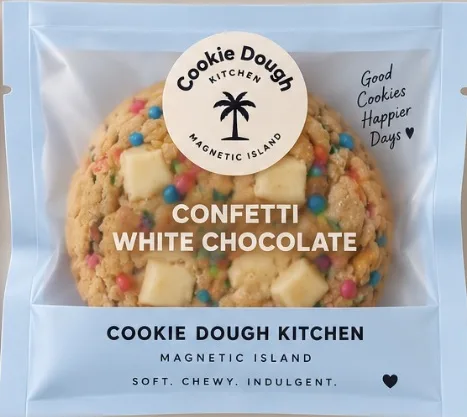 Cookie Dough
KITCHEN
MAGNETIC ISLAND
Good
Cookies
Happier
Days ♥
CONFETTI
WHITE CHOCOLATE
COOKIE DOUGH KITCHEN
MAGNETIC ISLAND
SOFT. CHEWY. INDULGENT.